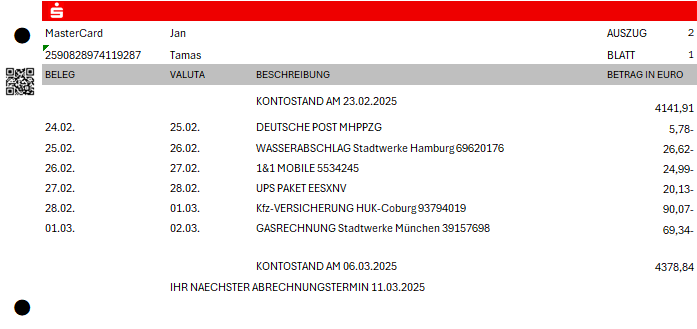 MasterCard Jan AUSZUG 2
2590828974119287 Tamas BLATT 1
BELEG VALUTA BESCHREIBUNG BETRAG IN EURO
KONTOSTAND AM 23.02.2025 4141,91
24.02. 25.02. DEUTSCHE POST MHPPZG 5,78-
25.02. 26.02. WASSERABSCHLAG Stadtwerke Hamburg 69620176 26,62-
26.02. 27.02. 1&1 MOBILE 5534245 24,99-
27.02. 28.02. UPS PAKET EESXNV 20,13-
28.02. 01.03. Kfz-VERSICHERUNG HUK-Coburg 93794019 90,07-
01.03. 02.03. GASRECHNUNG Stadtwerke München 39157698 69,34-
KONTOSTAND AM 06.03.2025 4378,84
IHR NAECHSTER ABRECHNUNGSTERMIN 11.03.2025